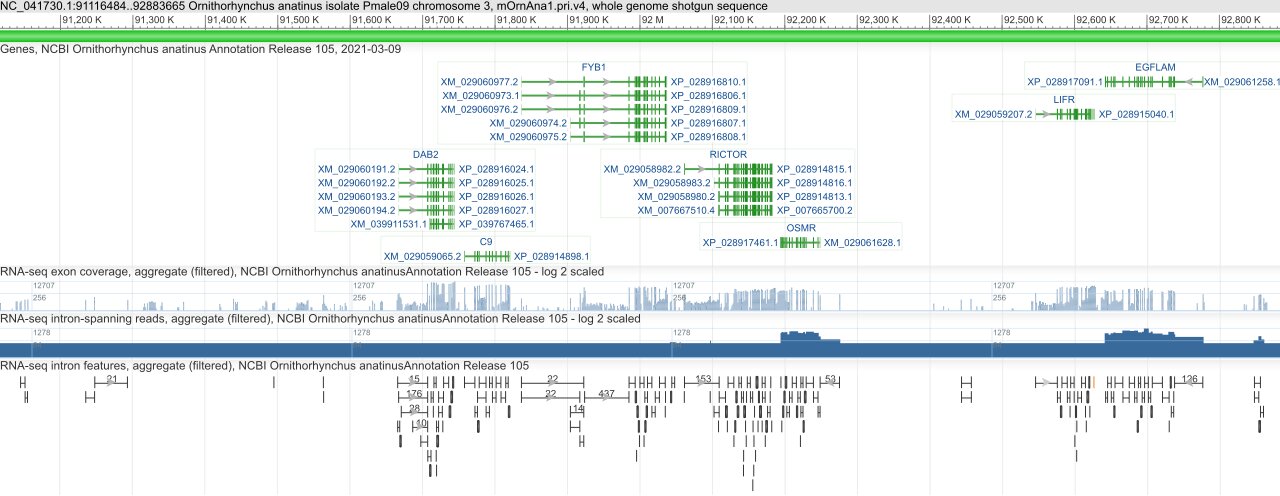 NC_041730.1:91116484..92883665 Ornithorhynchus anatinus isolate Pmale09 chromosome 3, mOrnAna1.pri.v4, whole genome shotgun sequence
91,200 K 91,300 K 91,400 K 91,500 K 91,600 K 91,700 K 91,800 K 91,900 K 92 M 92,100 K 92,200 K 92,300 K 92,400 K 92,500 K 92,600 K 92,700 K 92,800 K
Genes, NCBI Ornithorhynchus anatinus Annotation Release 105, 2021-03-09
FYB1 EGFLAM
XM_029060977.2 XP_028916810.1 XP_028917091.1 XM_029061258.1
XM_029060973.1 XP_028916806.1
LIFR
XM_029060976.2 XP_028916809.1
XM_029059207.2 XP_028915040.1
XM_029060974.2 XP_028916807.1
XM_029060975.2 XP_028916808.1
DAB2 RICTOR
XM_029060191.2 XP_028916024.1 XM_029058982.2 XP_028914815.1
XM_029060192.2 XP_028916025.1 XM_029058983.2 XP_028914816.1
XM_029060193.2 XP_028916026.1 XM_029058980.2 XP_028914813.1
XM_029060194.2 XP_028916027.1 XM_007667510.4 XP_007665700.2
XM_039911531.1 XP_039767465.1
OSMR
C9 XP_028917461.1 XM_029061628.1
XM_029059065.2 XP_028914898.1
RNA-seq exon coverage, aggregate (filtered), NCBI Ornithorhynchus anatinusAnnotation Release 105 - log 2 scaled
12707 12707 12707 12707
256 256 256 256
RNA-seq intron-spanning reads, aggregate (filtered), NCBI Ornithorhynchus anatinusAnnotation Release 105 - log 2 scaled
1278 1278 1278 1278
RNA-seq intron features, aggregate (filtered), NCBI Ornithorhynchus anatinusAnnotation Release 105
21 15 22 153 53 126
176 22 437
28 14
10